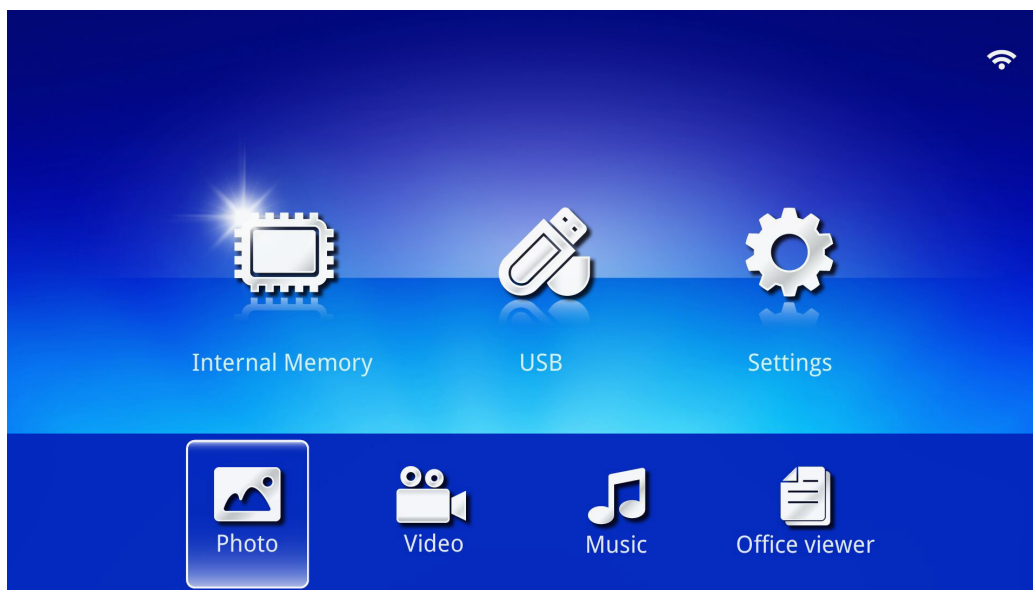 Internal Memory
USB
Settings
Photo
Video
Music
Office viewer